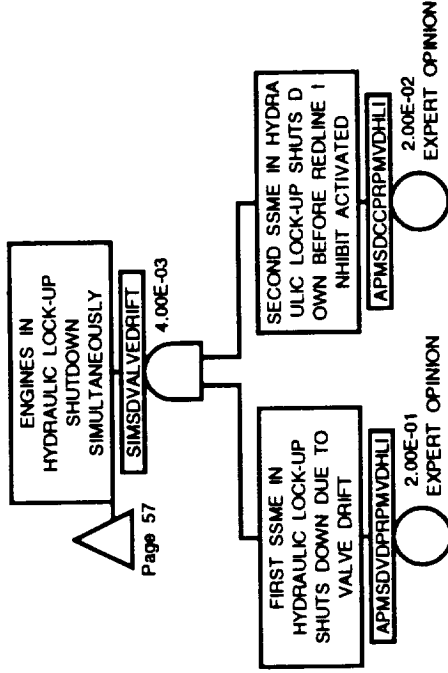 ENGINES IN
HYDRAULIC LOCK-UP
SHUTDOWN
SIMULTANEOUSLY
SIMSDVALVEDRIFT
4.00E-03
Page 57
FIRST SSME IN
HYDRAULIC LOCK-UP
SHUTS DOWN DUE TO
VALVE DRIFT
APMSDVDPRPMVDHLI
2.00E-01
EXPERT OPINION
SECOND SSME IN HYDRA
ULIC LOCK-UP SHUTS D
OWN BEFORE REDLINE I
NHIBIT ACTIVATED
APMSDCCPRPMVDHLI
2.00E-02
EXPERT OPINION